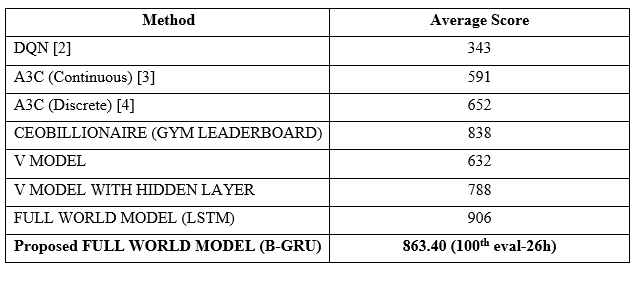 Method Average Score
DQN [2] 343
A3C (Continuous) [3] 591
A3C (Discrete) [4] 652
CEOBILLIONAIRE (GYM LEADERBOARD) 838
V MODEL 632
V MODEL WITH HIDDEN LAYER 788
FULL WORLD MODEL (LSTM) 906
Proposed FULL WORLD MODEL (B-GRU) 863.40 (100th eval-26h)